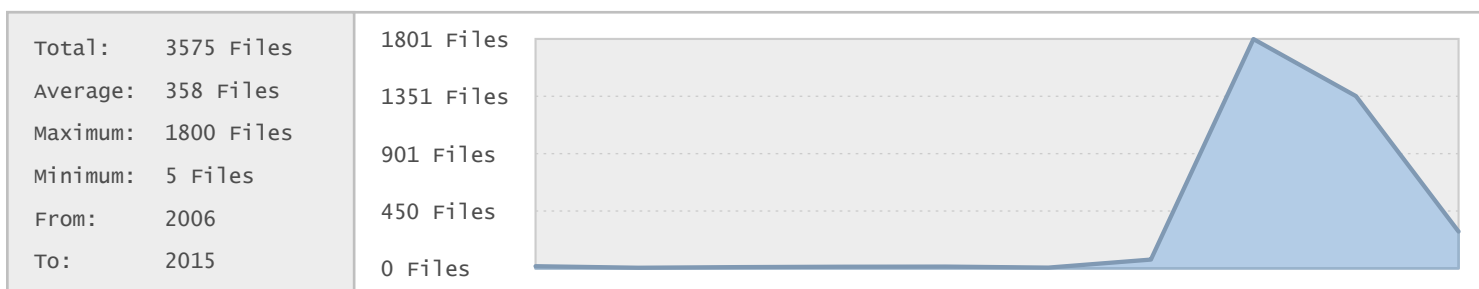 Total: 3575 Files
Average: 358 Files
Maximum: 1800 Files
Minimum: 5 Files
From: 2006
To: 2015
1801 Files
1351 Files
901 Files
450 Files
0 Files